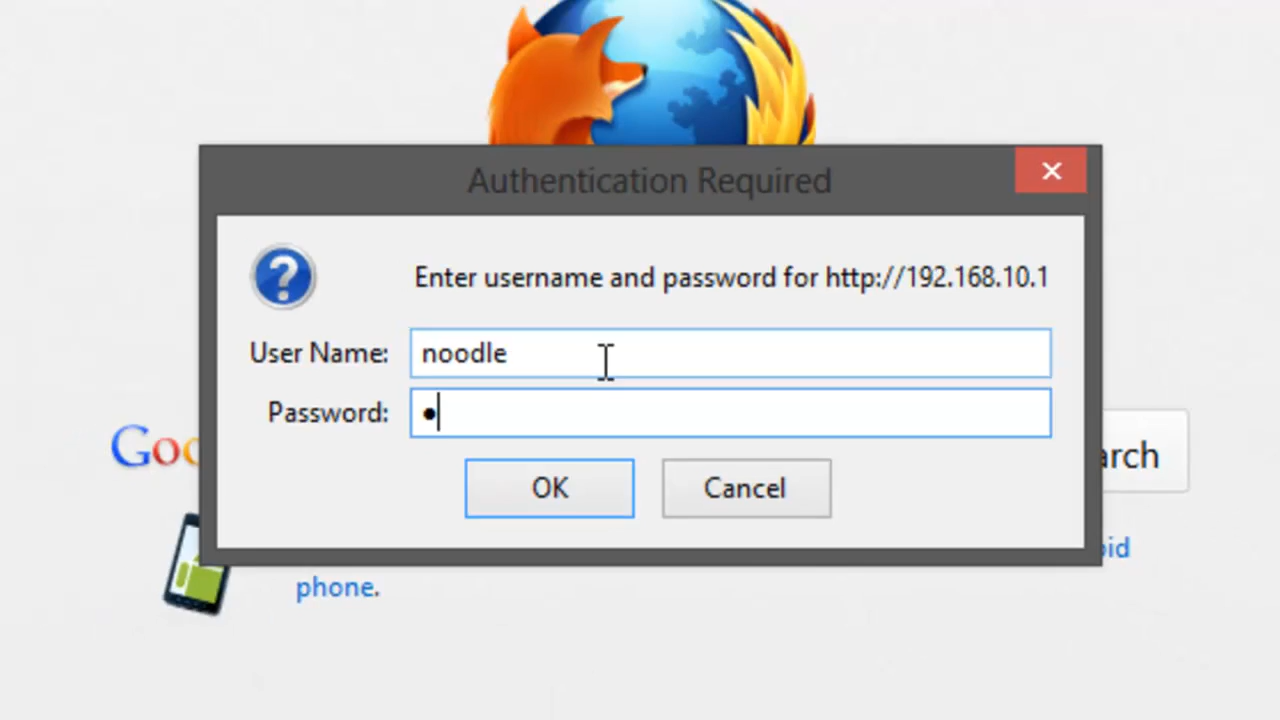 Authentication Required
Enter username and password for http://192.168.10.1
User Name: noodle
Password: ●
OK Cancel
phone.